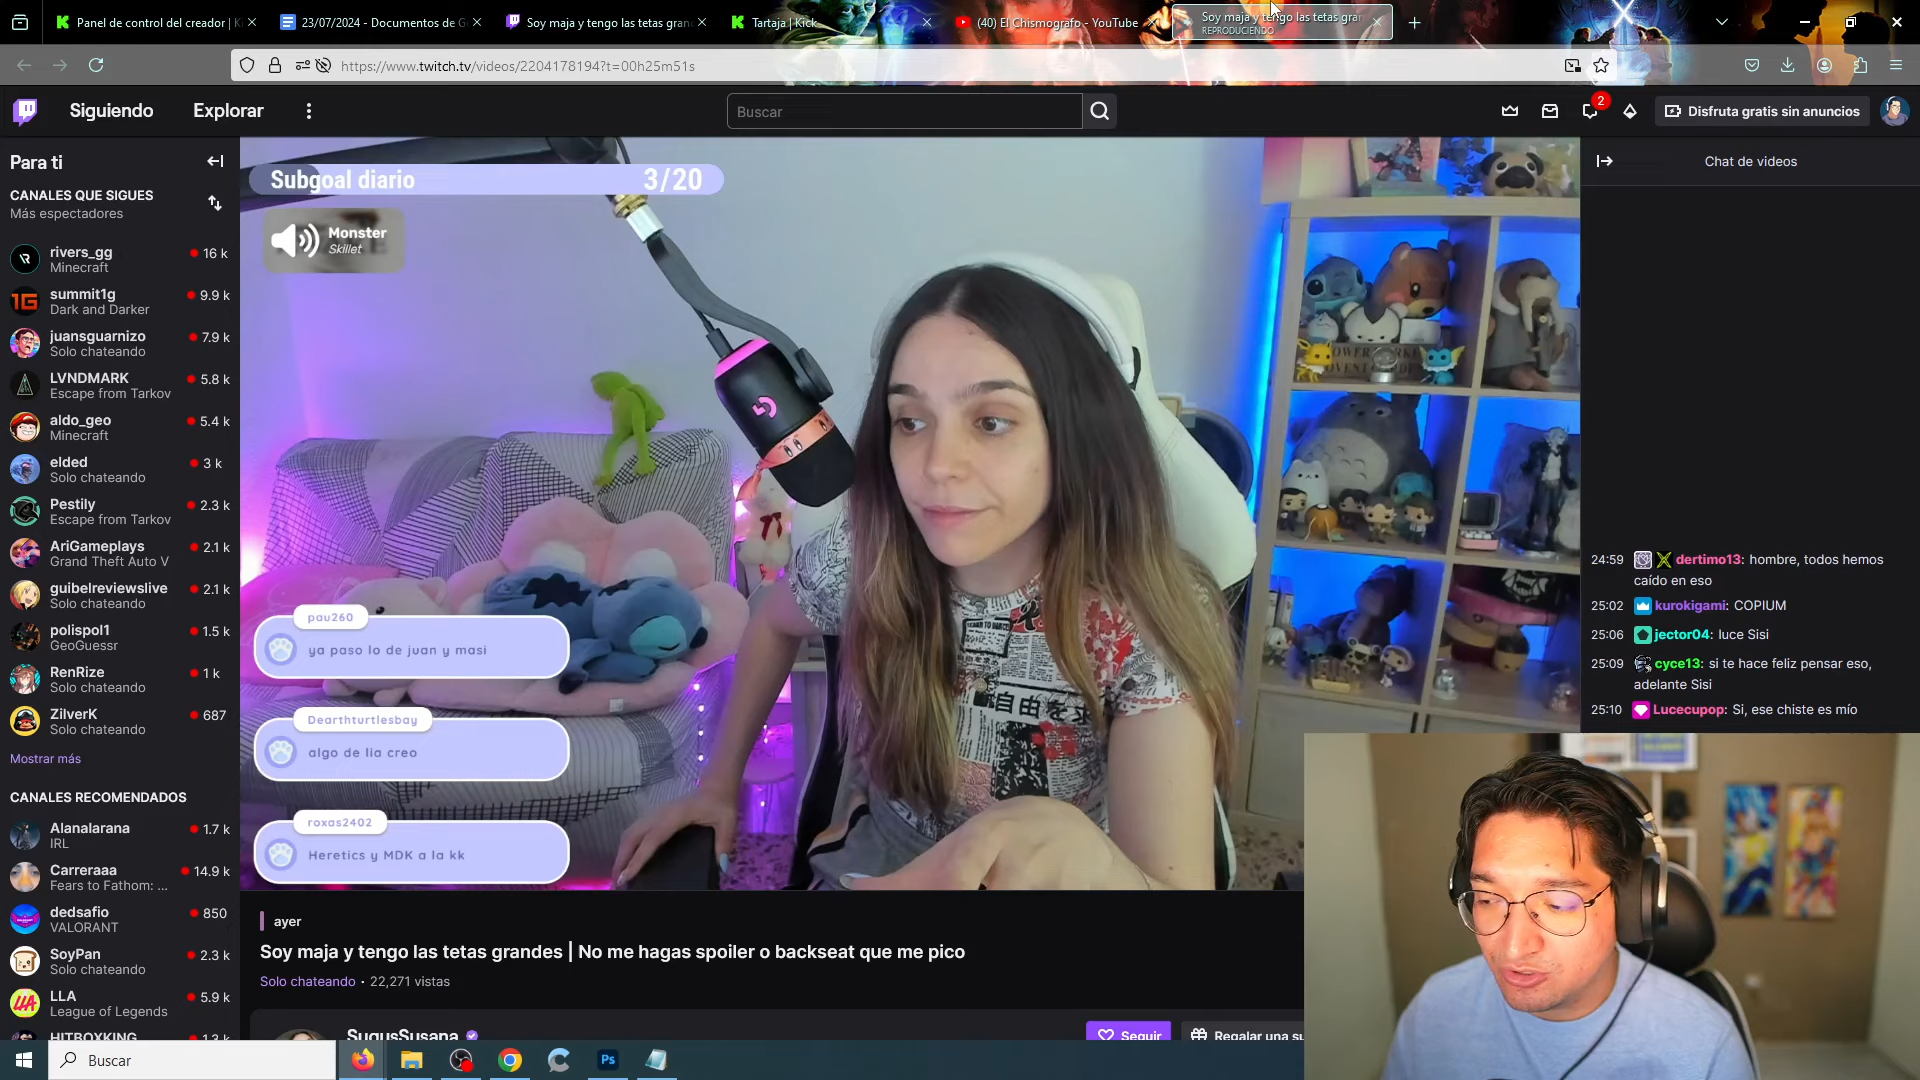 Panel de control del creador | K
23/07/2024 - Documentos de G
Soy maja y tengo las tetas gran
Tartaja | Kick
(40) El Chismografo - YouTube
Soy maja y tengo las tetas gran
REPRODUCIENDO
https://www.twitch.tv/videos/2204178194?t=00h25m51s
Siguiendo
Explorar
Buscar
2
Disfruta gratis sin anuncios
Para ti
CANALES QUE SIGUES
Más espectadores
rivers_gg
16 k
Minecraft
summit1g
9.9 k
Dark and Darker
juansguarnizo
7.9 k
Solo chateando
LVNDMARK
5.8 k
Escape from Tarkov
aldo_geo
5.4 k
Minecraft
elded
3 k
Solo chateando
Pestily
2.3 k
Escape from Tarkov
AriGameplays
2.1 k
Grand Theft Auto V
guibelreviewslive
2.1 k
Solo chateando
polispol1
1.5 k
GeoGuessr
RenRize
1 k
Solo chateando
ZilverK
687
Solo chateando
Mostrar más
CANALES RECOMENDADOS
Alanalarana
1.7 k
IRL
Carreraaa
14.9 k
Fears to Fathom: ...
dedsafio
850
VALORANT
SoyPan
2.3 k
Solo chateando
LLA
5.9 k
League of Legends
HITBOXKING
1.3 k
Subgoal diario 3/20
Monster
Skillet
pau260
ya paso lo de juan y masi
Dearthturtlesbay
algo de lia creo
roxas2402
Heretics y MDK a la kk
自由を
Chat de videos
24:59 dertimo13: hombre, todos hemos
caído en eso
25:02 kurokigami: COPIUM
25:06 jector04: luce Sisi
25:09 cyce13: si te hace feliz pensar eso,
adelante Sisi
25:10 Lucecupop: Si, ese chiste es mío
ayer
Soy maja y tengo las tetas grandes | No me hagas spoiler o backseat que me pico
Solo chateando • 22,271 vistas
SugusSusana
Seguir
Regalar una su
Buscar
Ps